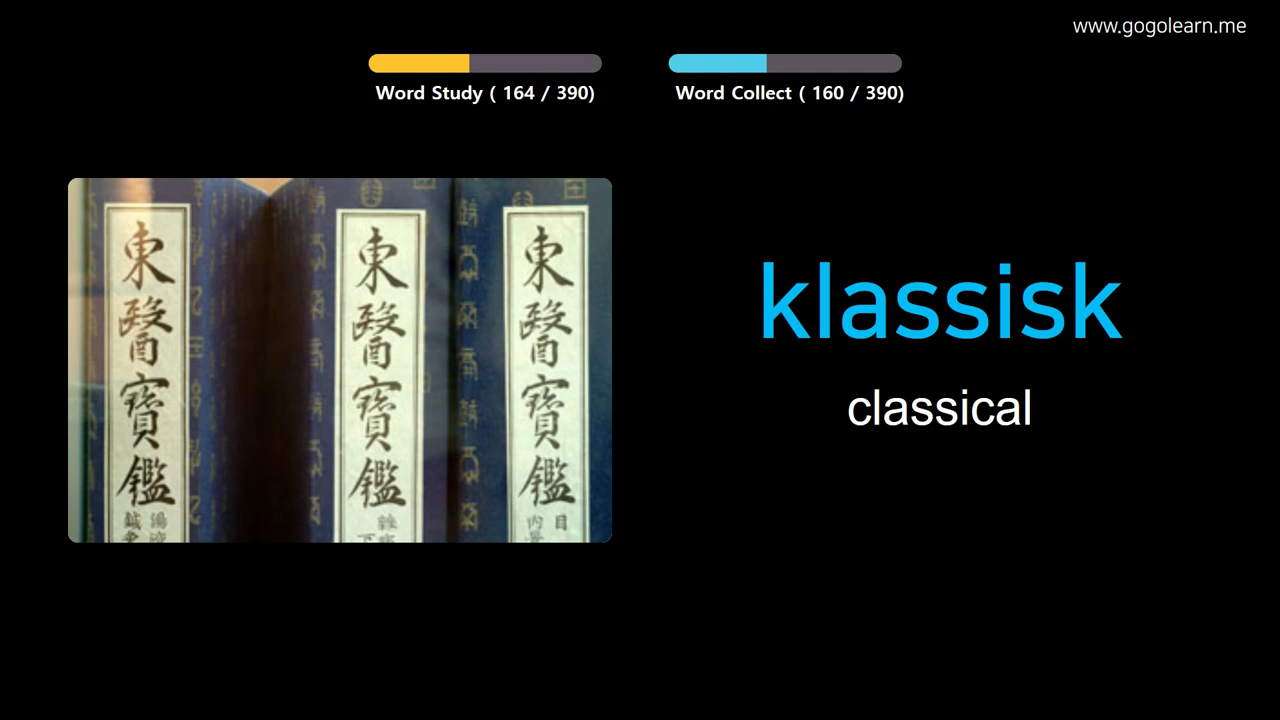 www.gogolearn.me
Word Study ( 164 / 390)
Word Collect ( 160 / 390)
東醫寶鑑
東醫寶鑑
東醫寶鑑
klassisk
classical